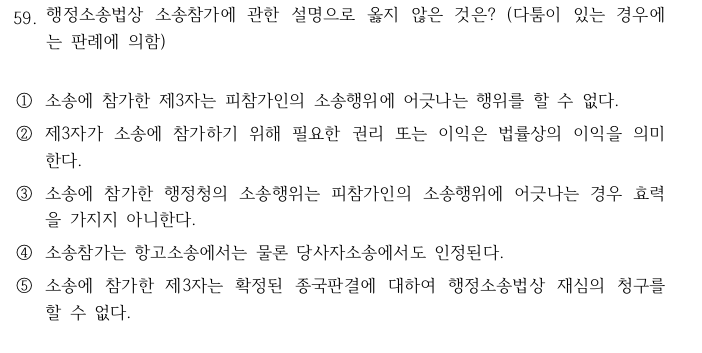 59. 행정소송법상 소송참가에 관한 설명으로 옳지 않은 것은? (다툼이 있는 경우에
는 판례에 의함)
① 소송에 참가한 제3자는 피참가인의 소송행위에 어긋나는 행위를 할 수 없다.
② 제3자가 소송에 참가하기 위해 필요한 권리 또는 이익은 법률상의 이익을 의미
한다.
③ 소송에 참가한 행정청의 소송행위는 피참가인의 소송행위에 어긋나는 경우 효력
을 가지지 아니한다.
④ 소송참가는 항고소송에서는 물론 당사자소송에서도 인정된다.
⑤ 소송에 참가한 제3자는 확정된 종국판결에 대하여 행정소송법상 재심의 청구를
할 수 없다.